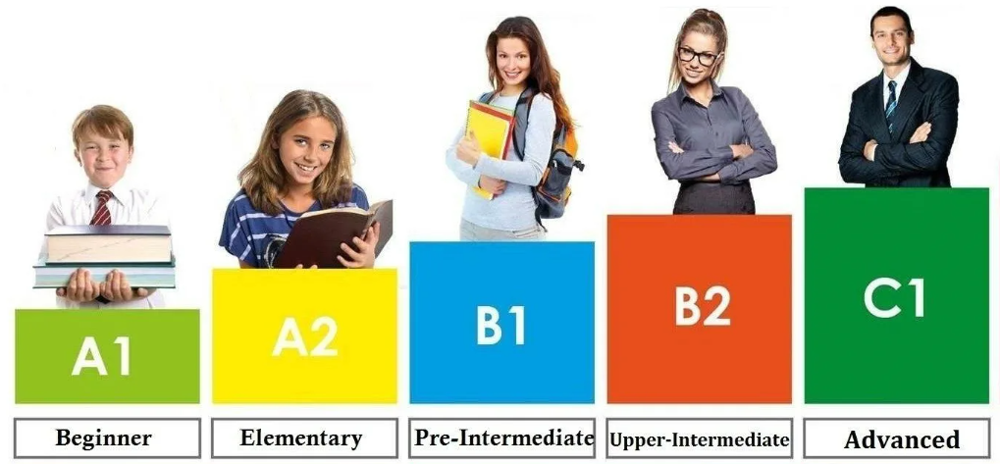 A1
A2
B1
B2
C1
Beginner
Elementary
Pre-Intermediate
Upper-Intermediate
Advanced